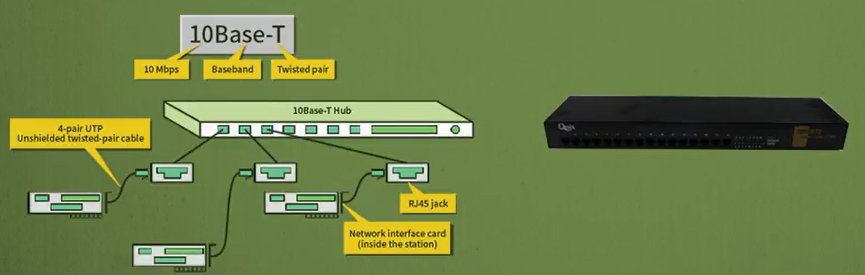 10Base-T
10 Mbps
Baseband
Twisted pair
10Base-T Hub
4-pair UTP
Unshielded twisted-pair cable
RJ45 jack
Network interface card
(inside the station)